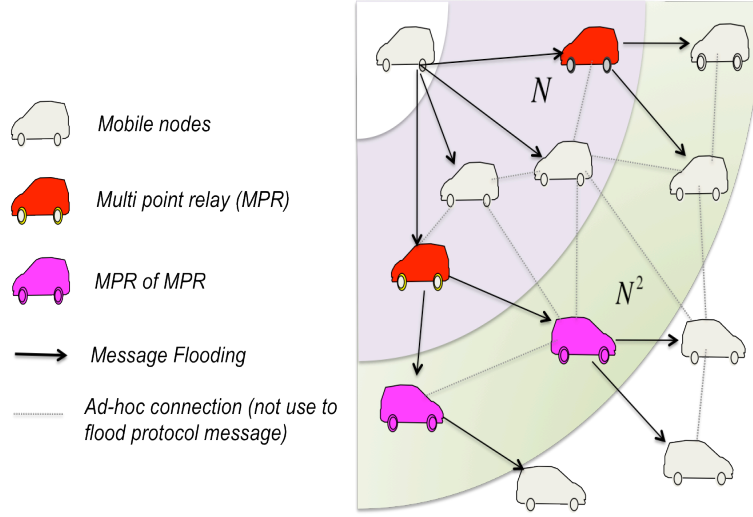 Mobile nodes
Multi point relay (MPR)
MPR of MPR
Message Flooding
Ad-hoc connection (not use to
flood protocol message)
N
N²